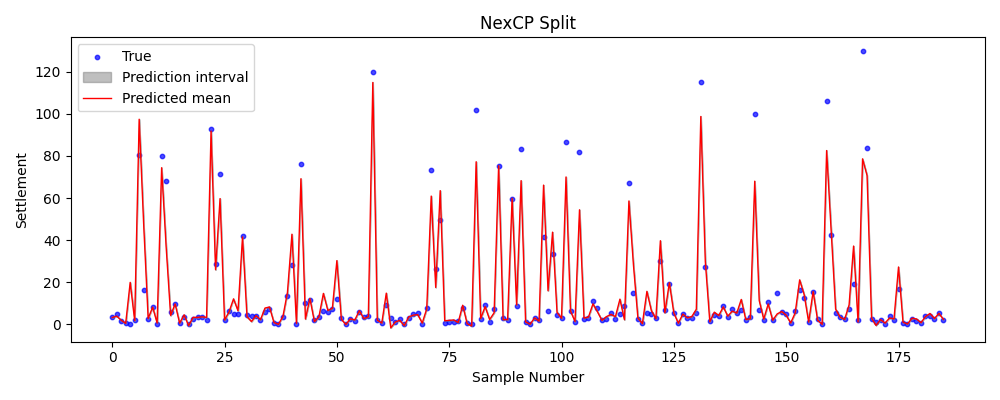 NexCP Split
True
Prediction interval
Predicted mean
Settlement
120
100
80
60
40
20
0
0 25 50 75 100 125 150 175
Sample Number